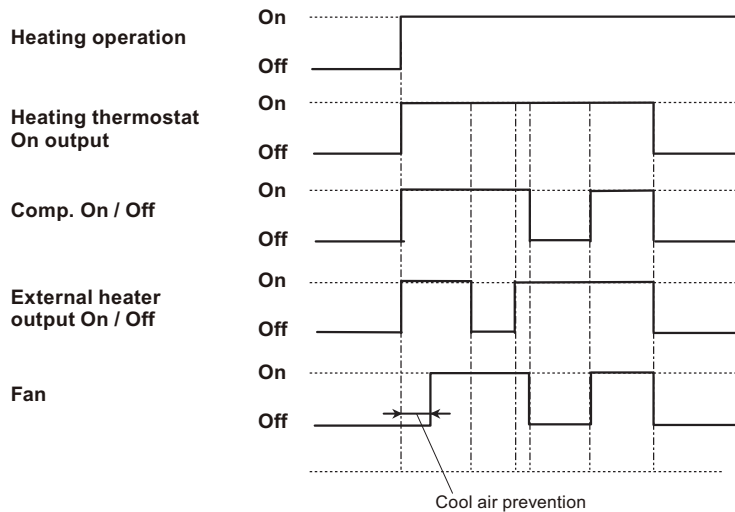 Heating operation
On
Off
Heating thermostat
On output
On
Off
Comp. On / Off
On
Off
External heater
output On / Off
On
Off
Fan
On
Off
Cool air prevention